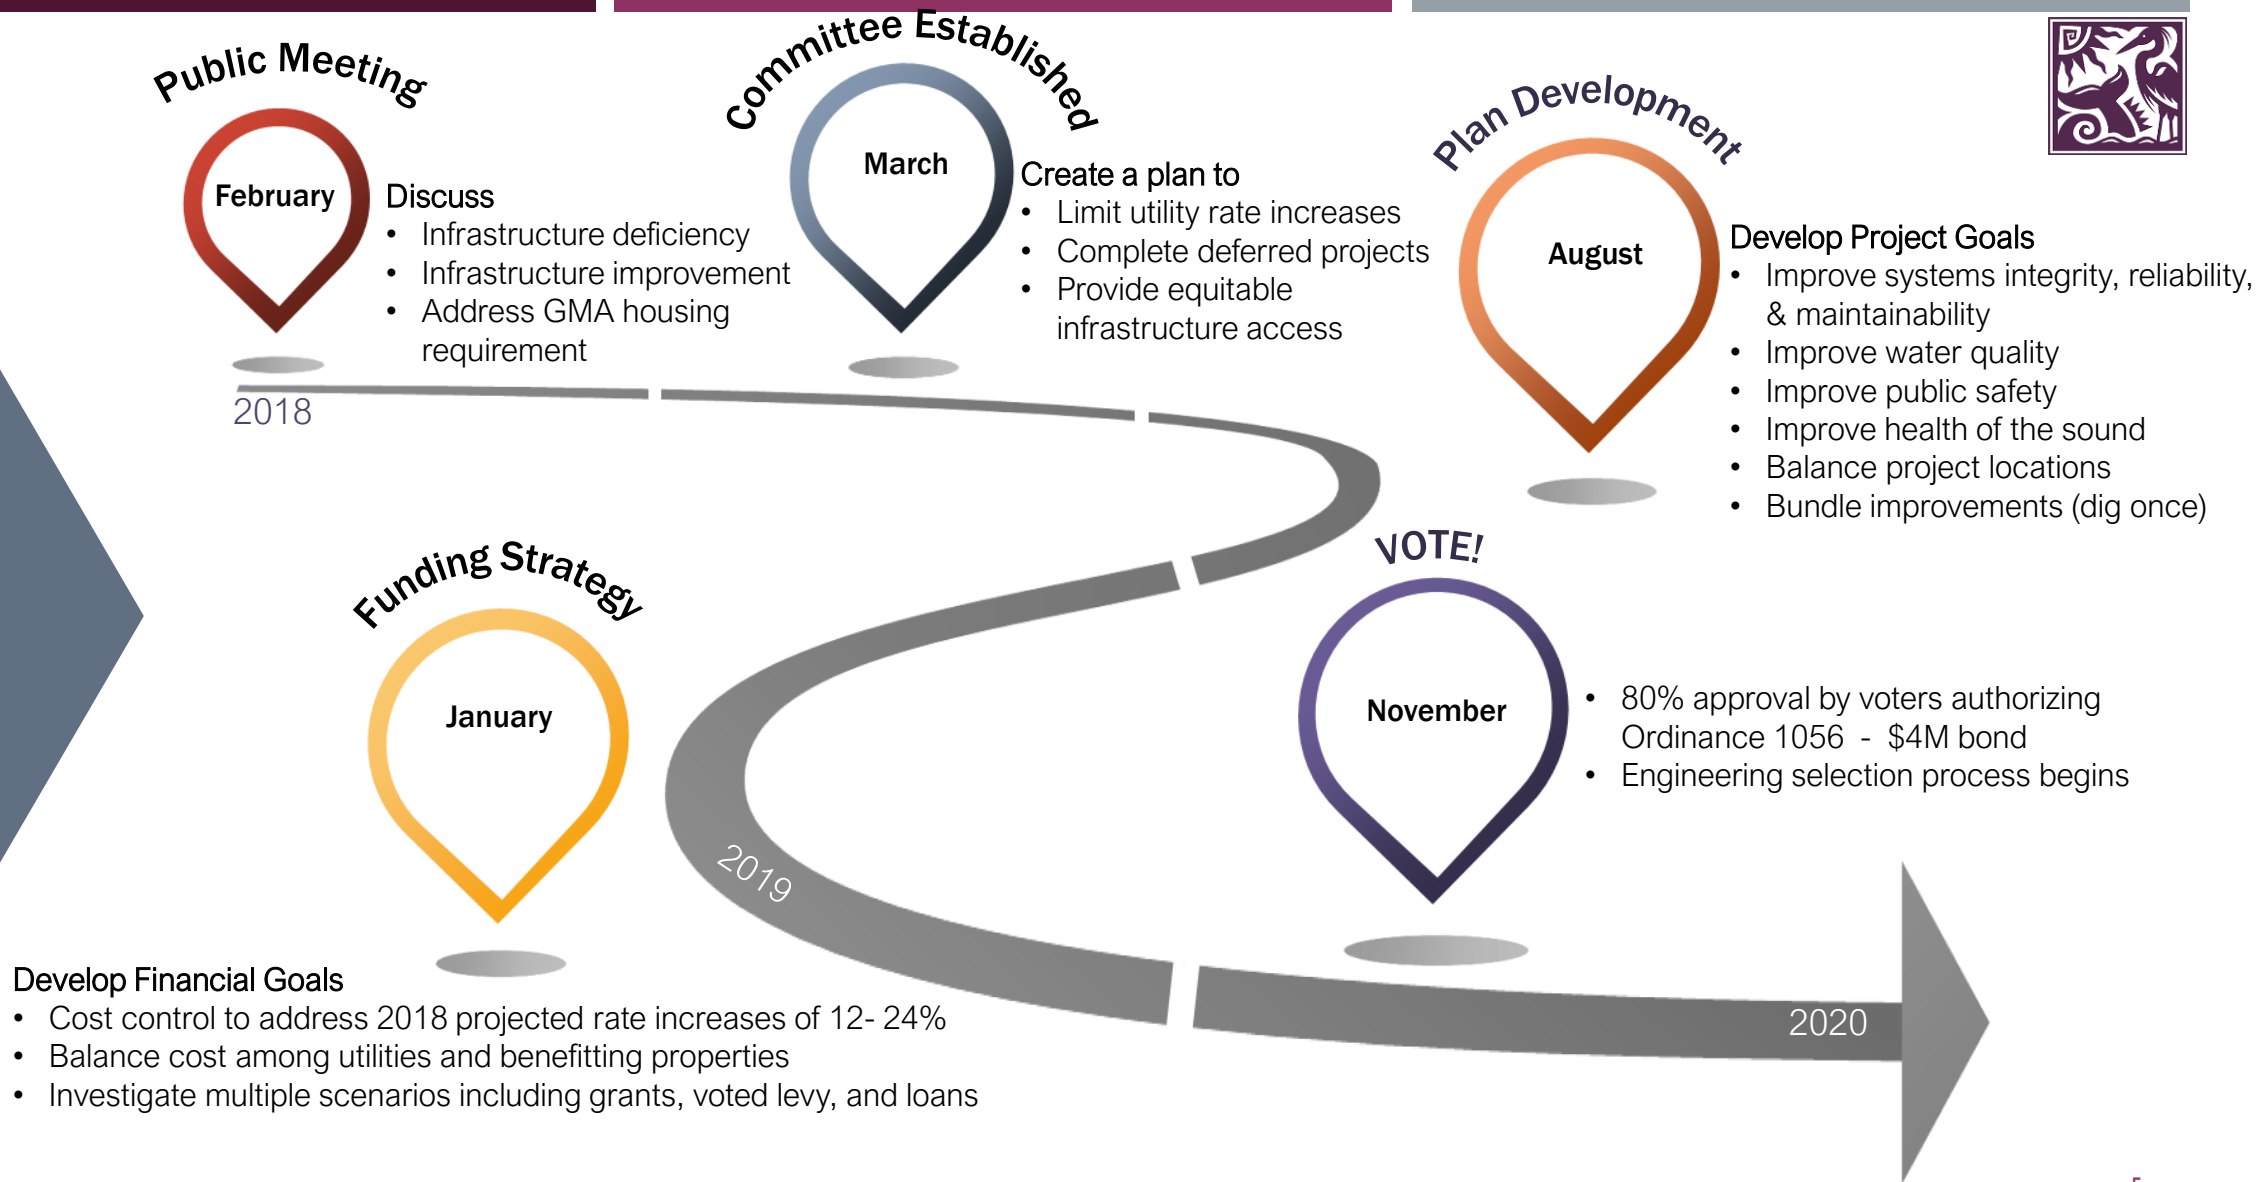 Public Meeting
February
Discuss
• Infrastructure deficiency
• Infrastructure improvement
• Address GMA housing
requirement
2018
Committee Established
March
Create a plan to
• Limit utility rate increases
• Complete deferred projects
• Provide equitable
infrastructure access
Plan Development
August
Develop Project Goals
• Improve systems integrity, reliability,
& maintainability
• Improve water quality
• Improve public safety
• Improve health of the sound
• Balance project locations
• Bundle improvements (dig once)
Funding Strategy
January
Develop Financial Goals
• Cost control to address 2018 projected rate increases of 12- 24%
• Balance cost among utilities and benefitting properties
• Investigate multiple scenarios including grants, voted levy, and loans
2019
VOTE!
November
• 80% approval by voters authorizing
Ordinance 1056 - $4M bond
• Engineering selection process begins
2020